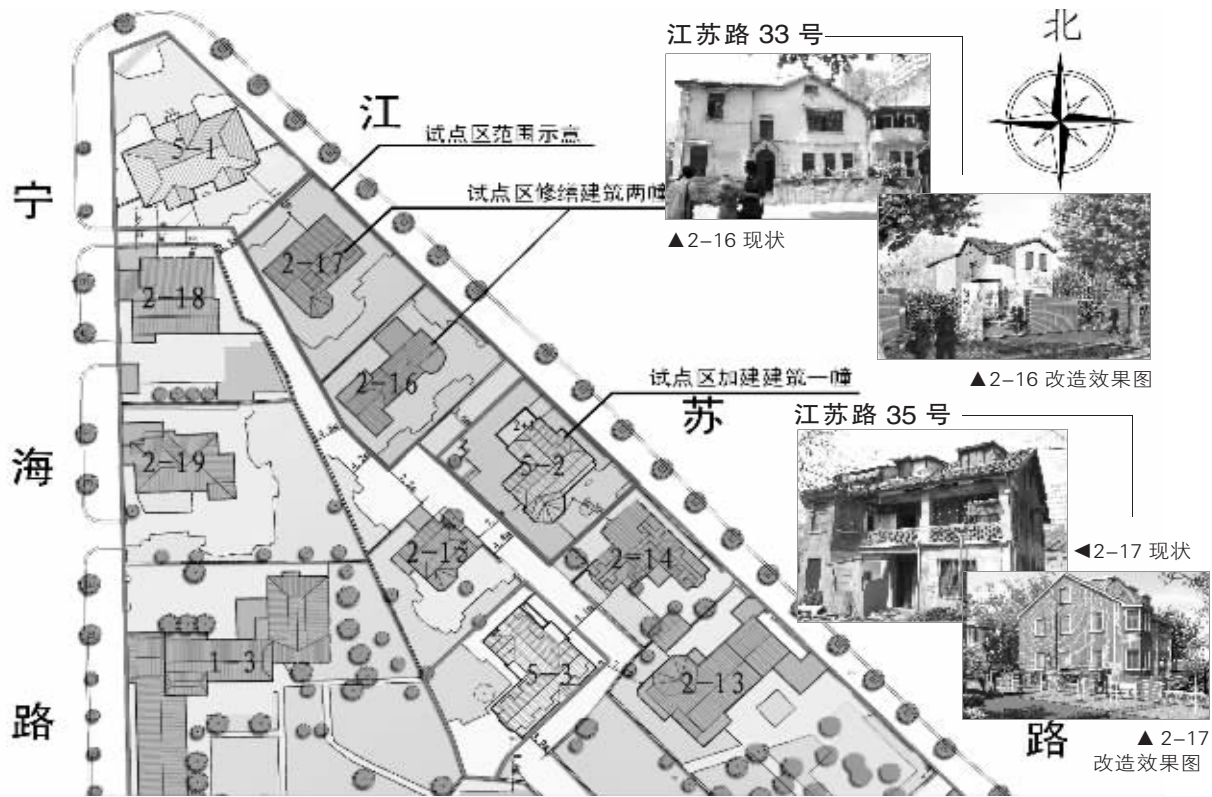 江苏路 33 号
北
江
试点区范围示意
5-1
宁
试点区修缮建筑两幢
▲2-16 现状
2-17
2-18
2-16
▲2-16 改造效果图
试点区加建建筑一幢
苏
江苏路 35 号
海
2-19
5-2
2-15
2-14
◀2-17 现状
1-3
5-3
2-13
路
路
▲ 2-17
改造效果图